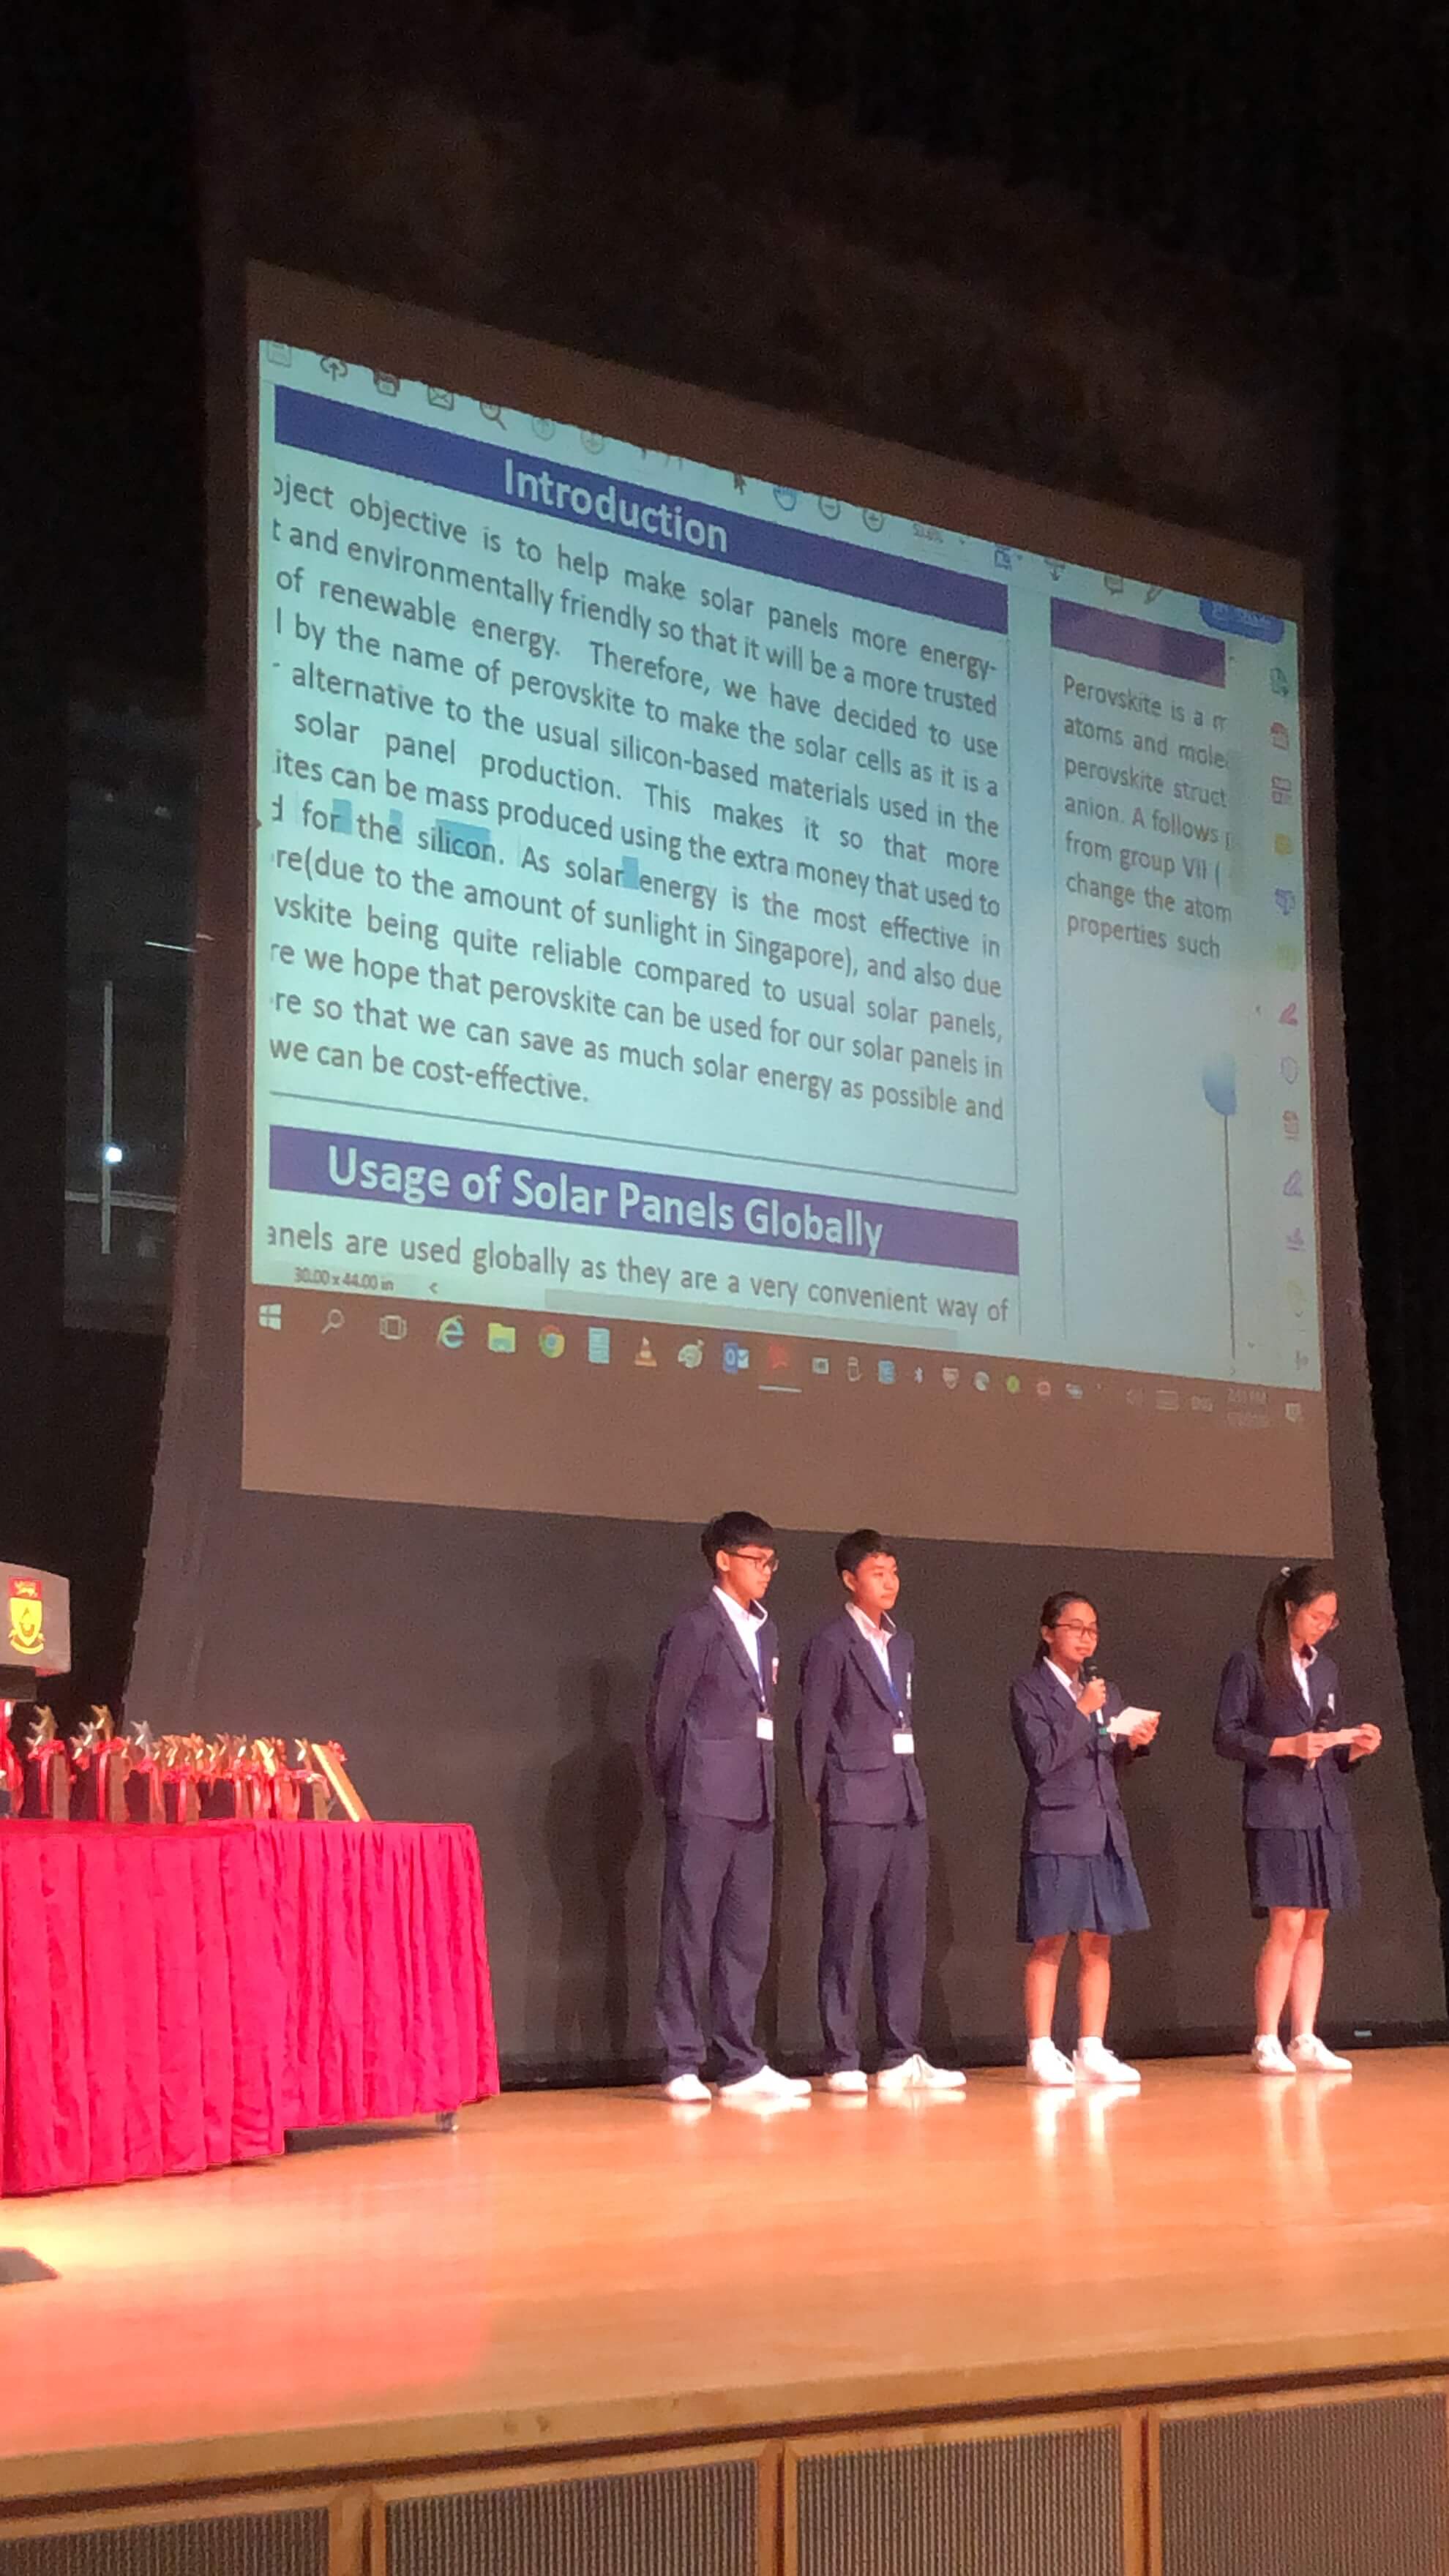 Introduction
oject objective is to help make solar panels more energy-
t and environmentally friendly so that it will be a more trusted
of renewable energy. Therefore, we have decided to use
l by the name of perovskite to make the solar cells as it is a
alternative to the usual silicon-based materials used in the
solar panel production. This makes it so that more
ites can be mass produced using the extra money that used to
d for the silicon. As solar energy is the most effective in
re(due to the amount of sunlight in Singapore), and also due
vskite being quite reliable compared to usual solar panels,
re we hope that perovskite can be used for our solar panels in
re so that we can save as much solar energy as possible and
we can be cost-effective.
Usage of Solar Panels Globally
anels are used globally as they are a very convenient way of
30.00 x 44.00 in
Perovskite is a m
atoms and mole
perovskite struct
anion. A follows
from group VII (
change the atom
properties such
ENG